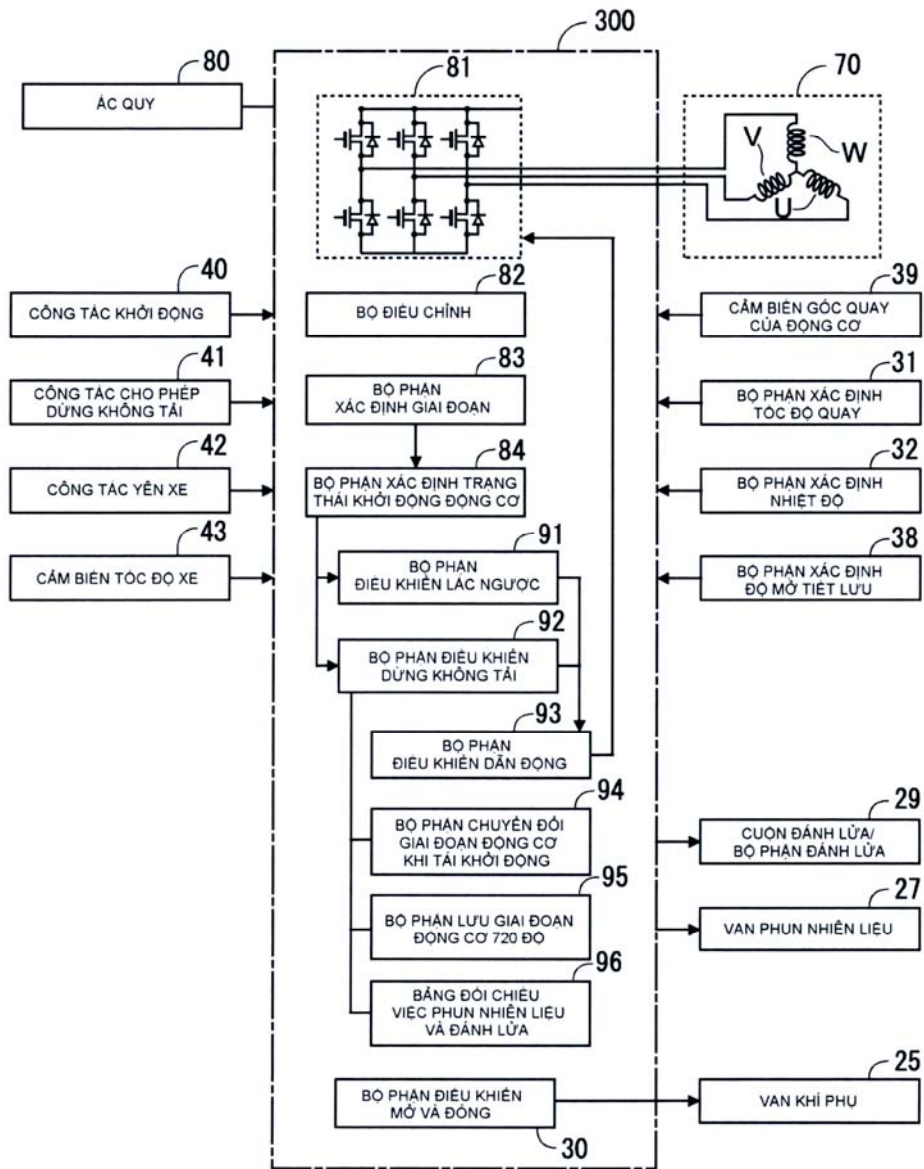 300
80
ẮC QUY
81
70
V
W
U
40
CÔNG TẮC KHỞI ĐỘNG
82
BỘ ĐIỀU CHỈNH
39
CẢM BIẾN GÓC QUAY
CỦA ĐỘNG CƠ
41
CÔNG TẮC CHO PHÉP
DỪNG KHÔNG TẢI
83
BỘ PHẬN
XÁC ĐỊNH GIAI ĐOẠN
31
BỘ PHẬN XÁC ĐỊNH
TỐC ĐỘ QUAY
42
CÔNG TẮC YÊN XE
84
BỘ PHẬN XÁC ĐỊNH TRẠNG
THÁI KHỞI ĐỘNG ĐỘNG CƠ
32
BỘ PHẬN XÁC ĐỊNH
NHIỆT ĐỘ
43
CẢM BIẾN TỐC ĐỘ XE
91
BỘ PHẬN
ĐIỀU KHIỂN LẮC NGƯỢC
38
BỘ PHẬN XÁC ĐỊNH
ĐỘ MỞ TIẾT LƯU
92
BỘ PHẬN ĐIỀU KHIỂN
DỪNG KHÔNG TẢI
93
BỘ PHẬN
ĐIỀU KHIỂN DẪN ĐỘNG
94
BỘ PHẬN CHUYỂN ĐỔI
GIAI ĐOẠN ĐỘNG CƠ
KHI TÁI KHỞI ĐỘNG
29
CUỘN ĐÁNH LỬA/
BỘ PHẬN ĐÁNH LỬA
95
BỘ PHẬN LƯU GIAI ĐOẠN
ĐỘNG CƠ 720 ĐỘ
27
VAN PHUN NHIÊN LIỆU
96
BẢNG ĐỐI CHIẾU
VIỆC PHUN NHIÊN LIỆU
VÀ ĐÁNH LỬA
BỘ PHẬN ĐIỀU KHIỂN
MỞ VÀ ĐÓNG
30
25
VAN KHÍ PHỤ